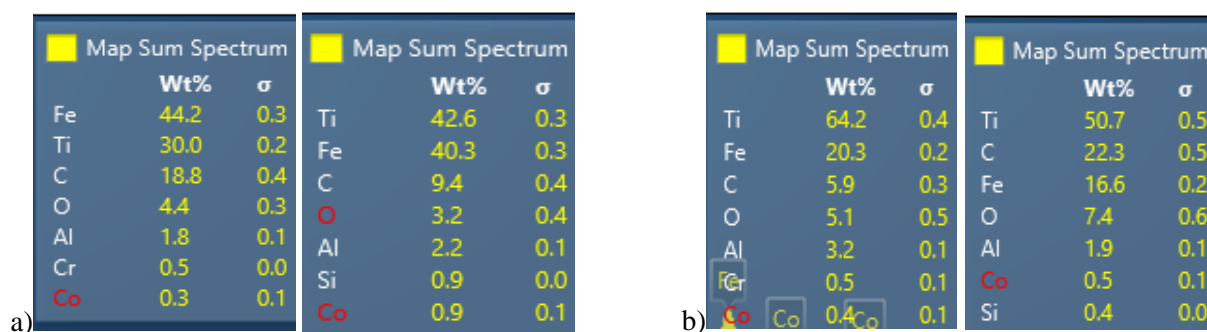 Map Sum Spectrum
Wt% σ
Fe 44.2 0.3
Ti 30.0 0.2
C 18.8 0.4
O 4.4 0.3
Al 1.8 0.1
Cr 0.5 0.0
Co 0.3 0.1
Map Sum Spectrum
Wt% σ
Ti 42.6 0.3
Fe 40.3 0.3
C 9.4 0.4
O 3.2 0.4
Al 2.2 0.1
Si 0.9 0.0
Co 0.9 0.1
a)
Map Sum Spectrum
Wt% σ
Ti 64.2 0.4
Fe 20.3 0.2
C 5.9 0.3
O 5.1 0.5
Al 3.2 0.1
Fe
Cr 0.5 0.1
Co 0.4 0.1
Co
Co
Map Sum Spectrum
Wt% σ
Ti 50.7 0.5
C 22.3 0.5
Fe 16.6 0.2
O 7.4 0.6
Al 1.9 0.1
Co 0.5 0.1
Si 0.4 0.0
b)